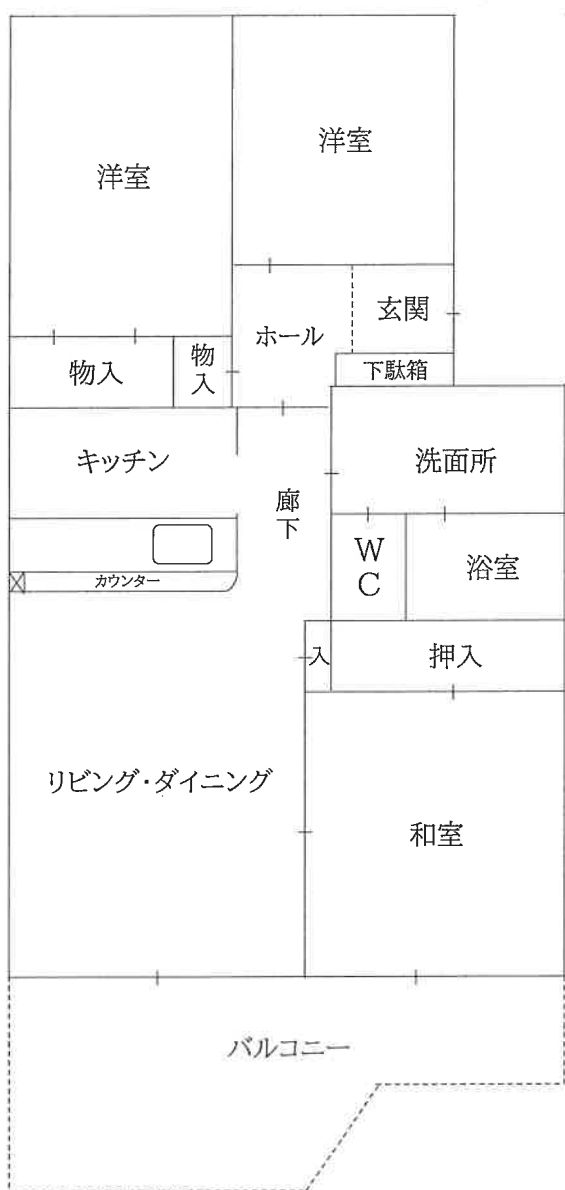 洋室
洋室
玄関
ホール
物入
物入
下駄箱
キッチン
洗面所
廊下
WC
浴室
カウンター
入
押入
リビング・ダイニング
和室
バルコニー